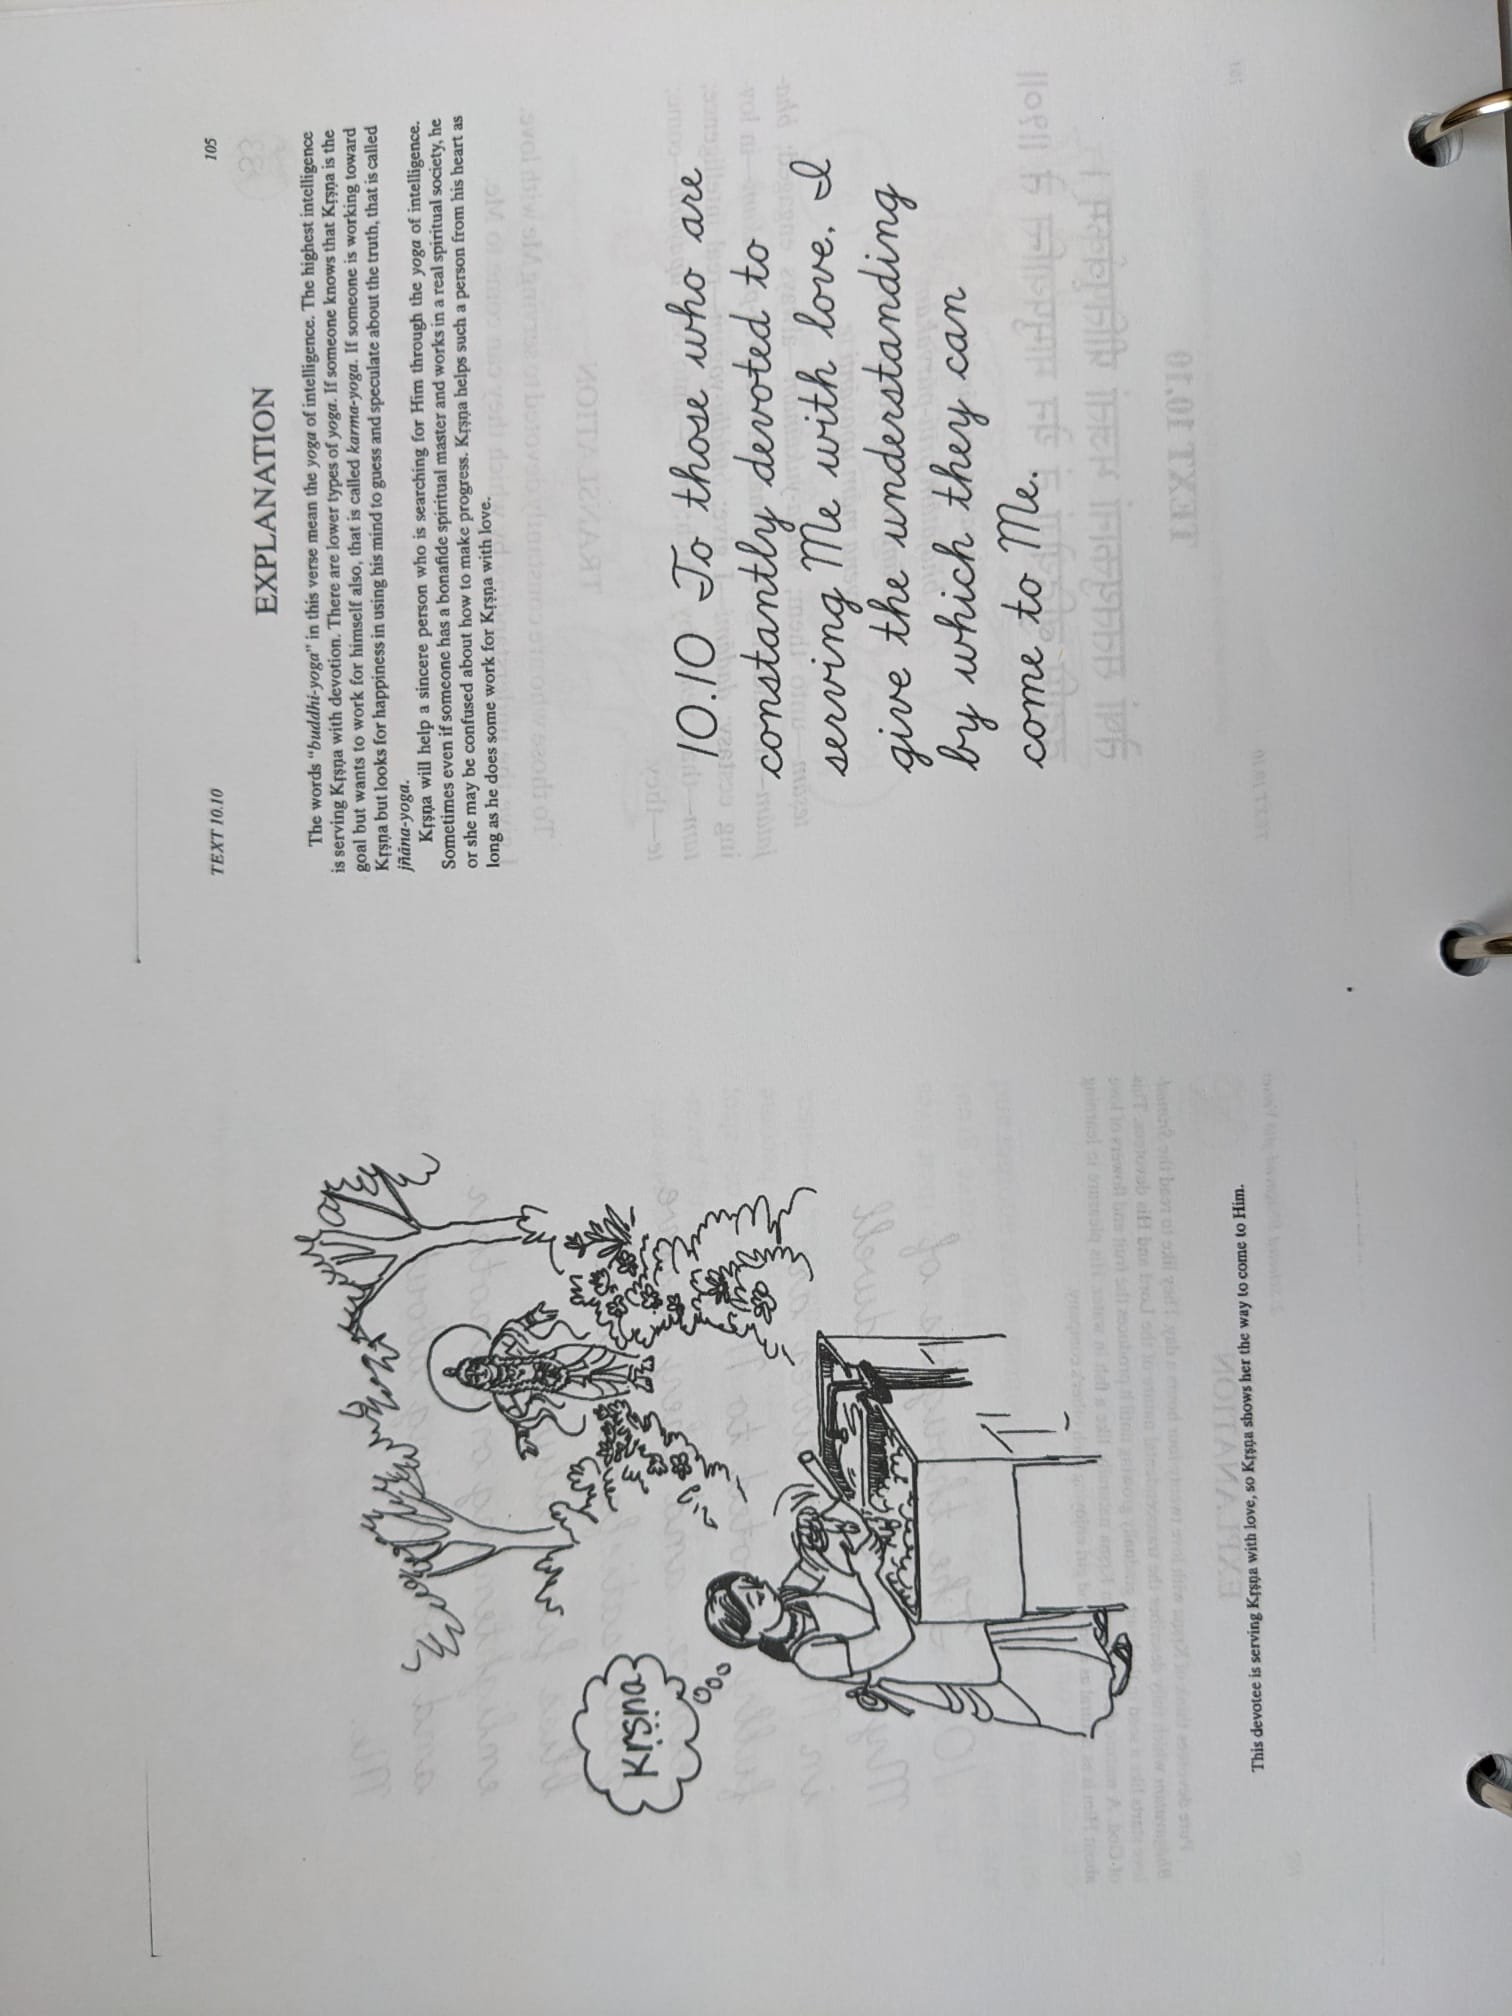 Krṣṇa
This devotee is serving Kṛṣṇa with love, so Kṛṣṇa shows her the way to come to Him.
TEXT 10.10
105
EXPLANATION
The words "buddhi-yoga" in this verse mean the yoga of intelligence. The highest intelligence
is serving Kṛṣṇa with devotion. There are lower types of yoga. If someone knows that Kṛṣṇa is the
goal but wants to work for himself also, that is called karma-yoga. If someone is working toward
Kṛṣṇa but looks for happiness in using his mind to guess and speculate about the truth, that is called
jñāna-yoga.
Kṛṣṇa will help a sincere person who is searching for Him through the yoga of intelligence.
Sometimes even if someone has a bonafide spiritual master and works in a real spiritual society, he
or she may be confused about how to make progress. Kṛṣṇa helps such a person from his heart as
long as he does some work for Kṛṣṇa with love.
10.10 To those who are
constantly devoted to
serving Me with love, I
give the understanding
by which they can
come to Me.